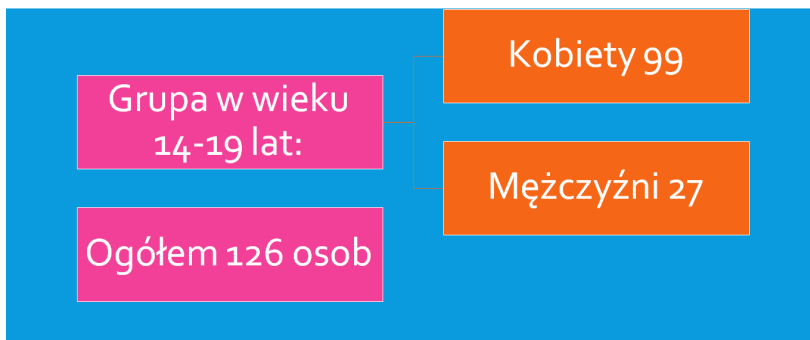 Grupa w wieku
14-19 lat:
Kobiety 99
Mężczyźni 27
Ogółem 126 osob